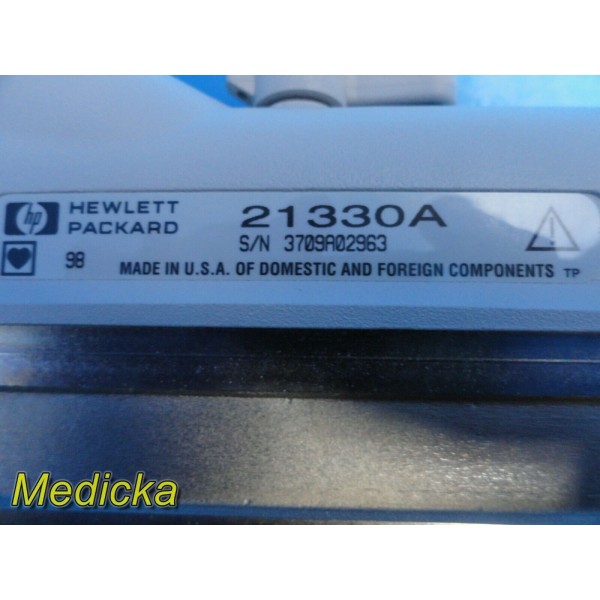 hp HEWLETT PACKARD 21330A
S/N 3709A02963
98 MADE IN U.S.A. OF DOMESTIC AND FOREIGN COMPONENTS TP
Medicka